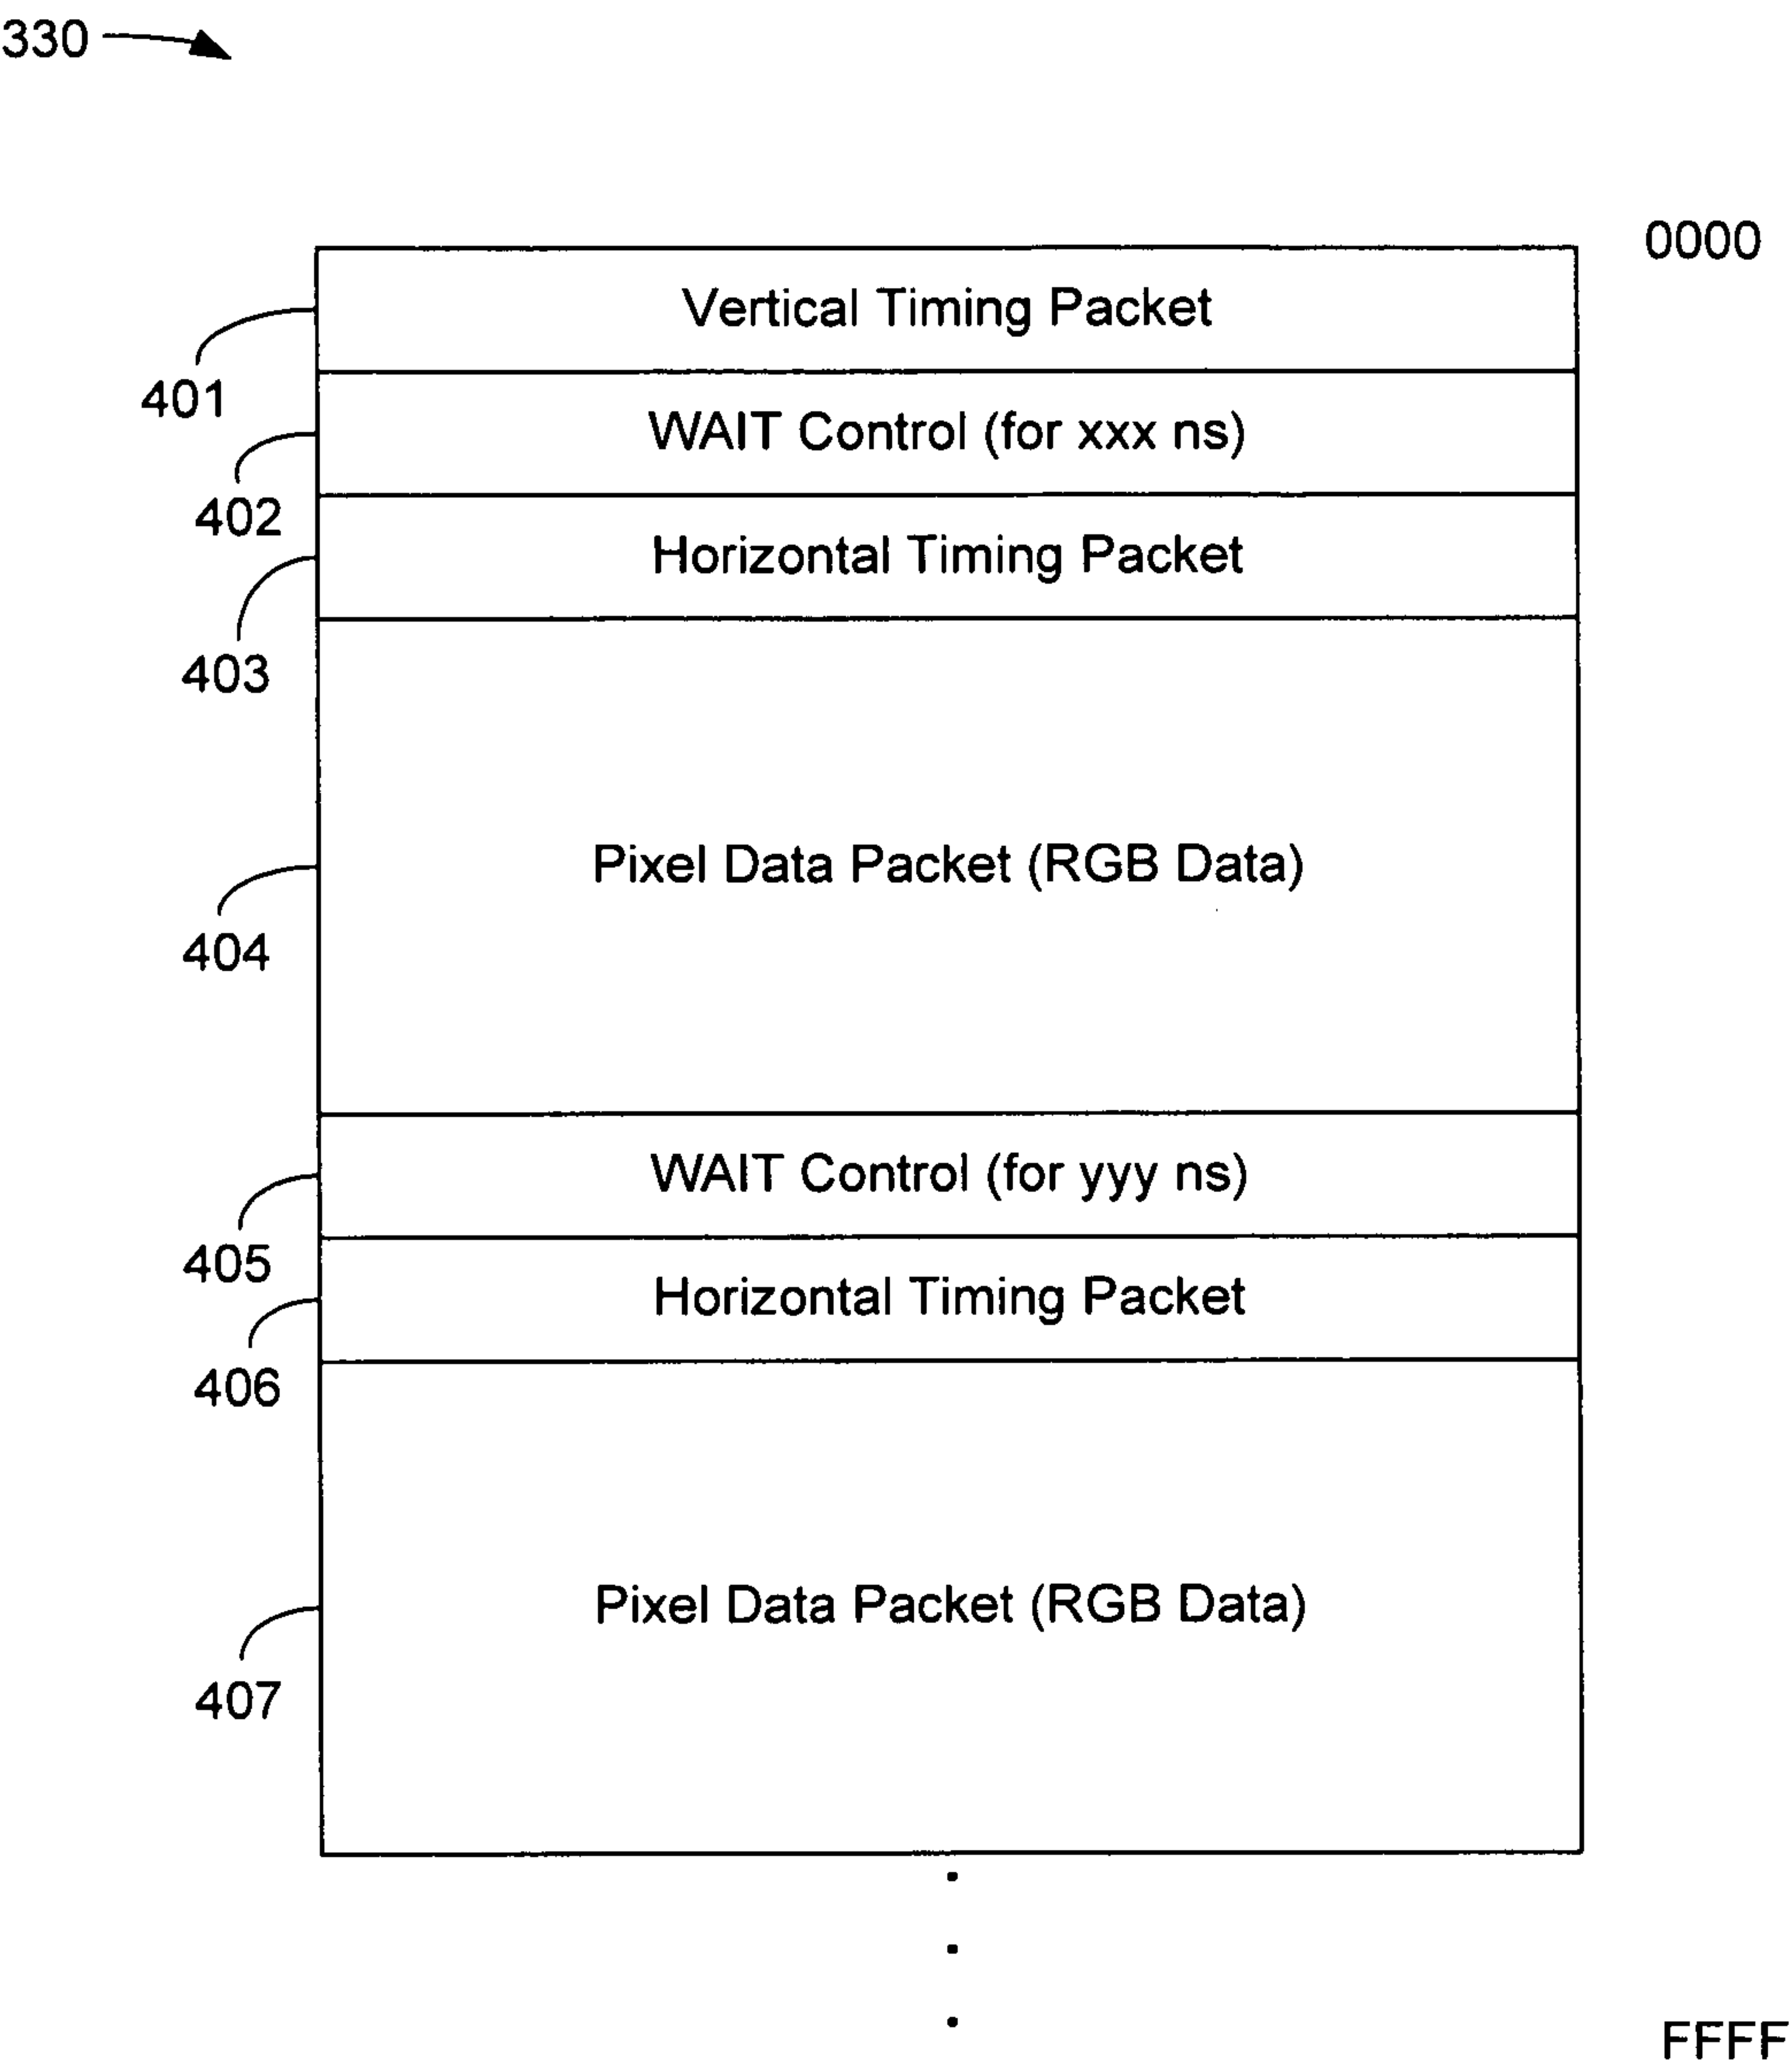 330
0000
Vertical Timing Packet
401
WAIT Control (for xxx ns)
402
Horizontal Timing Packet
403
Pixel Data Packet (RGB Data)
404
WAIT Control (for yyy ns)
405
Horizontal Timing Packet
406
Pixel Data Packet (RGB Data)
407
FFFF